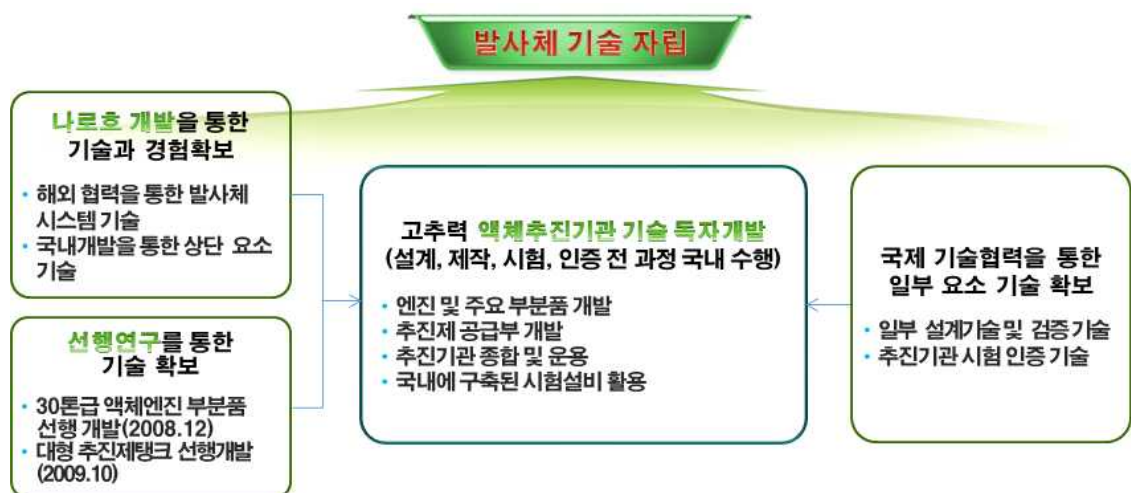 발사체 기술 자립
나로호 개발을 통한
기술과 경험확보
• 해외 협력을 통한 발사체
시스템 기술
• 국내개발을 통한 상단 요소
기술
선행연구를 통한
기술 확보
• 30톤급 액체엔진 부분품
선행 개발(2008.12)
• 대형 추진제탱크 선행개발
(2009.10)
고추력 액체추진기관 기술 독자개발
(설계, 제작, 시험, 인증 전 과정 국내 수행)
• 엔진 및 주요 부분품 개발
• 추진제 공급부 개발
• 추진기관 종합 및 운용
• 국내에 구축된 시험설비 활용
국제 기술협력을 통한
일부 요소 기술 확보
• 일부 설계기술 및 검증 기술
• 추진기관 시험 인증 기술